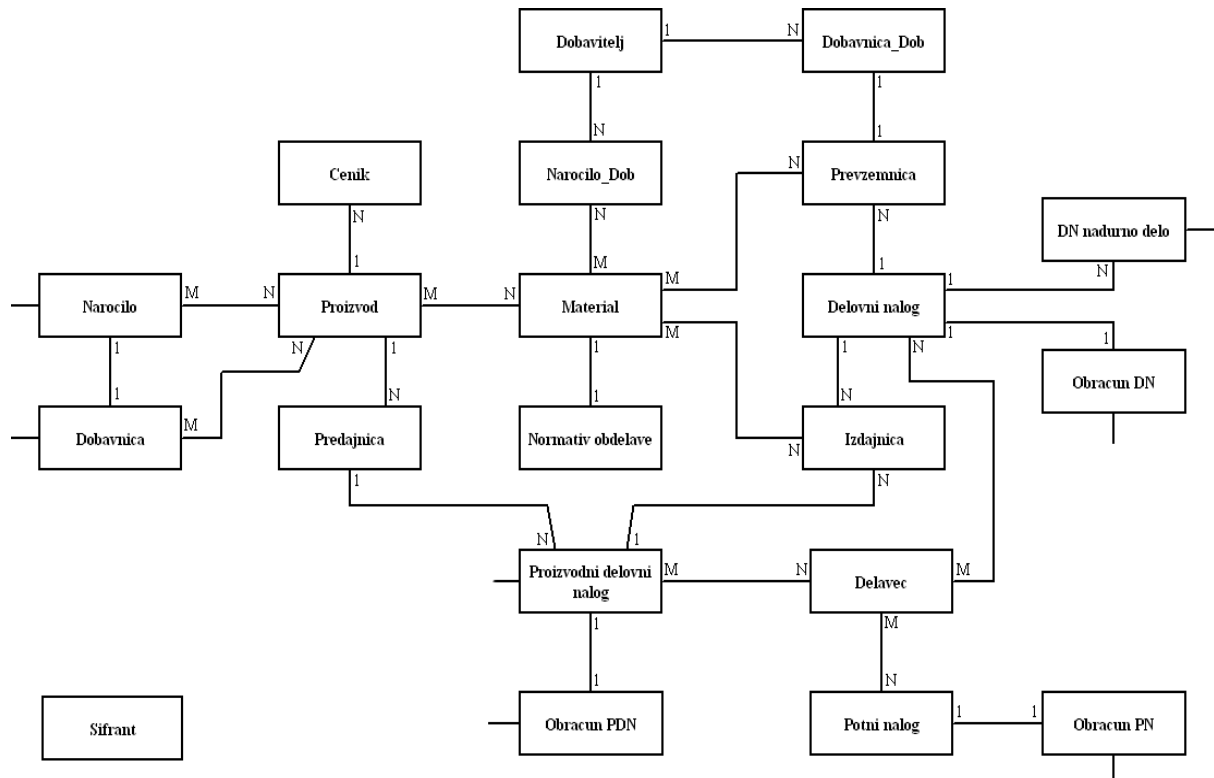 Dobavitelj
1
N
Dobavnica_Dob
1
1
N
1
Cenik
N
Narocilo_Dob
N
N
Prevzemnica
N
DN nadurno delo
N
1
M
1
1
Narocilo
M
N
Proizvod
M
N
Material
M
M
Delovni nalog
1
1
1
1
N
1
1
1
N
Obracun DN
1
N
N
N
Dobavnica
M
Predajnica
Normativ obdelave
Izdajnica
N
1
N
N
1
Proizvodni delovni
nalog
M
N
Delavec
M
1
M
1
N
Sifrant
Obracun PDN
Potni nalog
1
1
Obracun PN